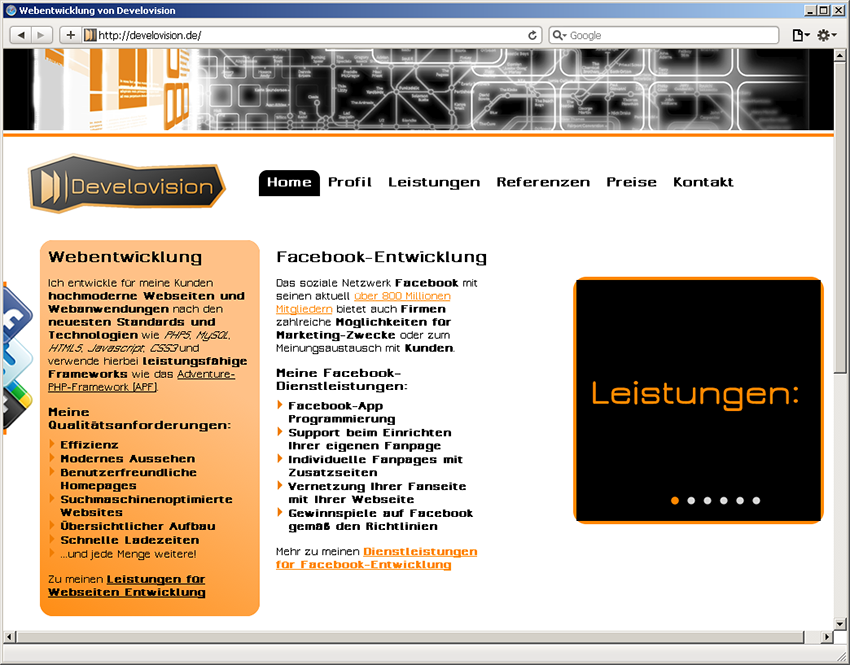 Webentwicklung von Develovision
http://develovision.de/
Google
Develovision
Home Profil Leistungen Referenzen Preise Kontakt
Webentwicklung
Ich entwickle für meine Kunden
hochmoderne Webseiten und
Webanwendungen nach den
neuesten Standards und
Technologien wie PHP5, MySQL,
HTML5, Javascript, CSS3 und
verwende hierbei leistungsfähige
Frameworks wie das Adventure-
PHP-Framework (APF).
Meine
Qualitätsanforderungen:
Effizienz
Modernes Aussehen
Benutzerfreundliche
Homepages
Suchmaschinenoptimierte
Websites
Übersichtlicher Aufbau
Schnelle Ladezeiten
...und jede Menge weitere!
Zu meinen Leistungen für
Webseiten Entwicklung
Facebook-Entwicklung
Das soziale Netzwerk Facebook mit
seinen aktuell über 800 Millionen
Mitgliedern bietet auch Firmen
zahlreiche Möglichkeiten für
Marketing-Zwecke oder zum
Meinungsaustausch mit Kunden.
Meine Facebook-
Dienstleistungen:
Facebook-App
Programmierung
Support beim Einrichten
Ihrer eigenen Fanpage
Individuelle Fanpages mit
Zusatzseiten
Vernetzung Ihrer Fanseite
mit Ihrer Webseite
Gewinnspiele auf Facebook
gemäß den Richtlinien
Mehr zu meinen Dienstleistungen
für Facebook-Entwicklung
Leistungen: